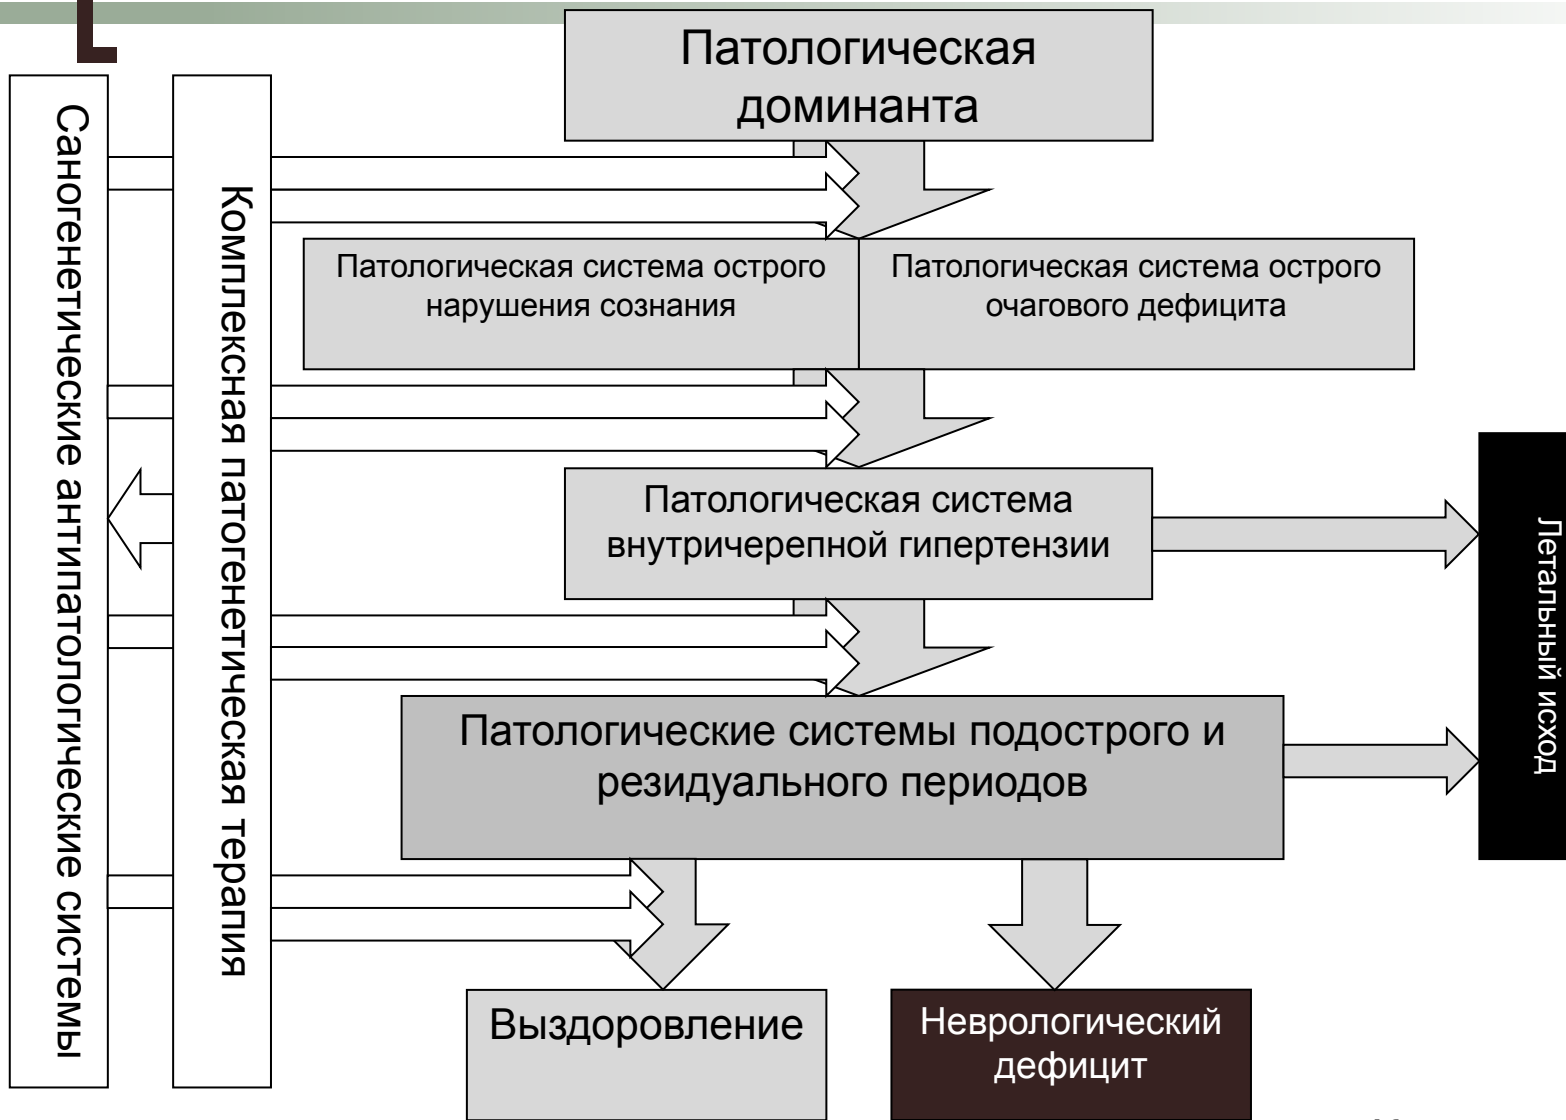 Патологическая
доминанта
Саногенетические антипатологические системы
Комплексная патогенетическая терапия
Патологическая система острого
нарушения сознания
Патологическая система острого
очагового дефицита
Патологическая система
внутричерепной гипертензии
Летальный исход
Патологические системы подострого и
резидуального периодов
Выздоровление
Неврологический
дефицит